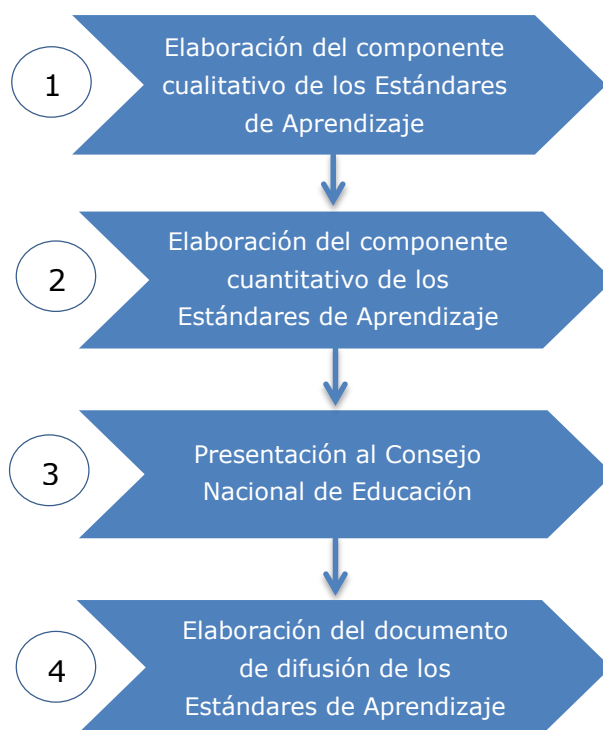 1
Elaboración del componente
cualitativo de los Estándares
de Aprendizaje
2
Elaboración del componente
cuantitativo de los
Estándares de Aprendizaje
3
Presentación al Consejo
Nacional de Educación
4
Elaboración del documento
de difusión de los
Estándares de Aprendizaje